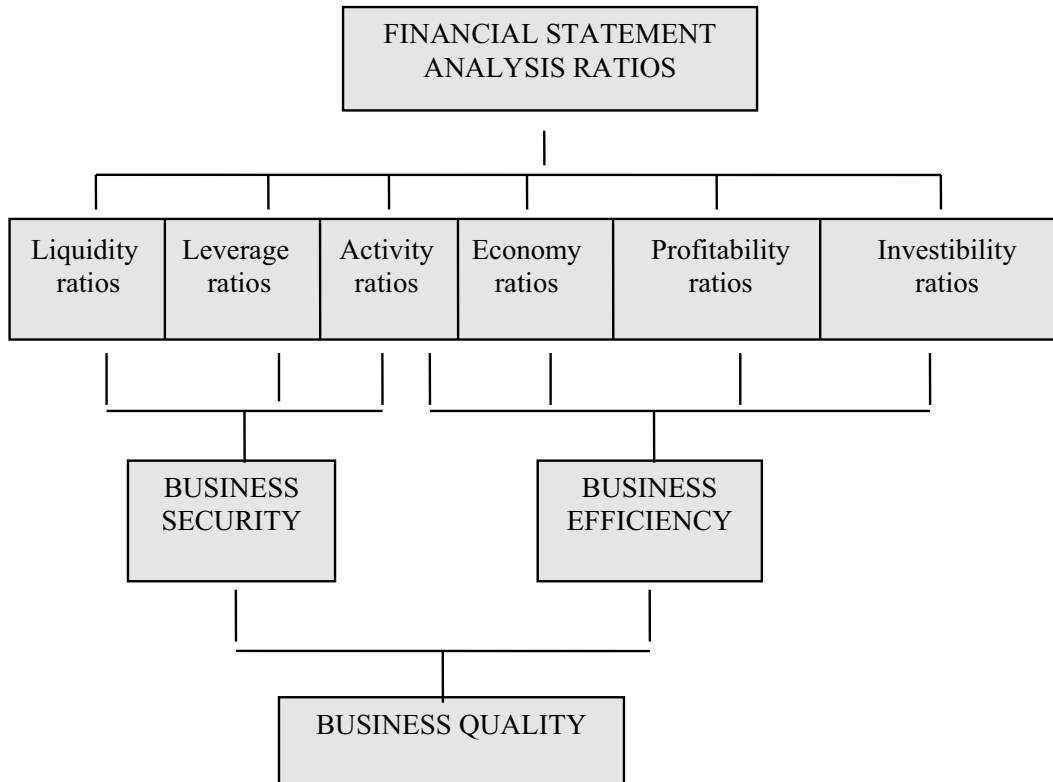 FINANCIAL STATEMENT
ANALYSIS RATIOS
Liquidity
ratios
Leverage
ratios
Activity
ratios
Economy
ratios
Profitability
ratios
Investibility
ratios
BUSINESS
SECURITY
BUSINESS
EFFICIENCY
BUSINESS QUALITY